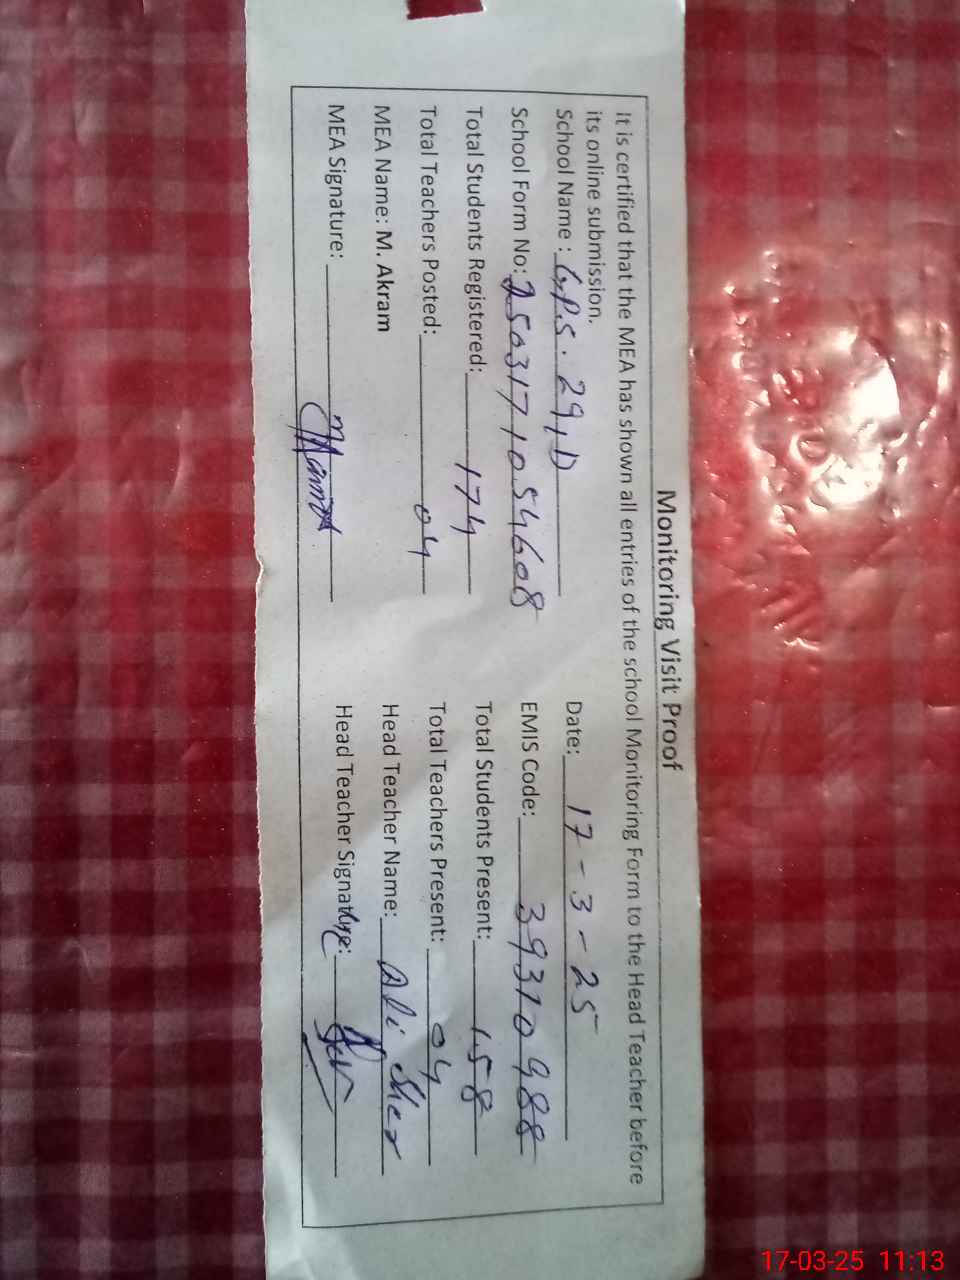 Monitoring Visit Proof
It is certified that the MEA has shown all entries of the school Monitoring Form to the Head Teacher before
its online submission.
School Name : G.P.S. 29,D Date: 17-3-25
School Form No: 2503171054608 EMIS Code: 39310988
Total Students Registered: 174 Total Students Present: 158
Total Teachers Posted: 04 Total Teachers Present: 04
MEA Name: M. Akram Head Teacher Name: Ali Sher
MEA Signature: Head Teacher Signature:
17-03-25 11:13